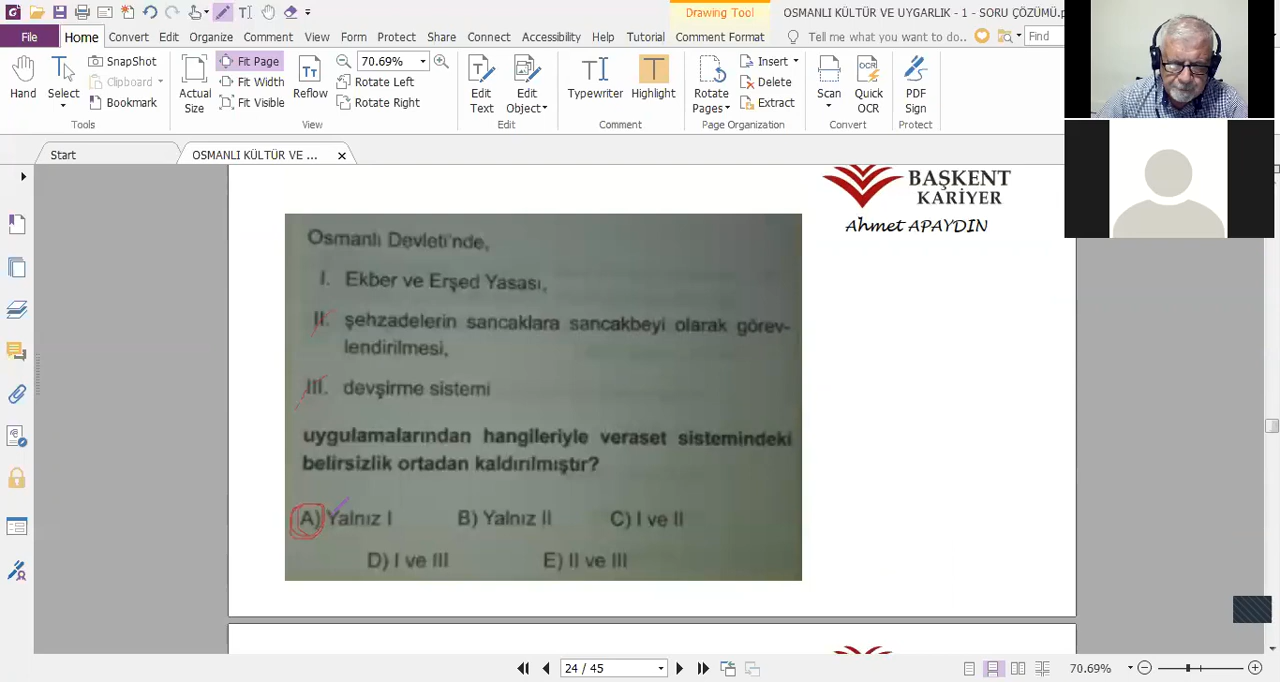 Drawing Tool
OSMANLI KÜLTÜR VE UYGARLIK - 1 - SORU ÇÖZÜMÜ.p
File Home Convert Edit Organize Comment View Form Protect Share Connect Accessibility Help Tutorial Comment Format Tell me what you want to do.. Find
Hand Select SnapShot Clipboard Bookmark
Tools
Actual Size Fit Page Fit Width Fit Visible Reflow 70.69% Rotate Left Rotate Right
View
Edit Text Edit Object
Edit
Typewriter Highlight
Comment
Rotate Pages Insert Delete Extract
Page Organization
Scan Quick OCR
Convert
PDF Sign
Protect
Start OSMANLI KÜLTÜR VE ...
BAŞKENT
KARİYER
Ahmet APAYDIN
Osmanlı Devleti'nde,
I. Ekber ve Erşed Yasası,
II. şehzadelerin sancaklara sancakbeyi olarak görev-
lendirilmesi,
III. devşirme sistemi
uygulamalarından hangileriyle veraset sistemindeki
belirsizlik ortadan kaldırılmıştır?
A) Yalnız I B) Yalnız II C) I ve II
D) I ve III E) II ve III
24 / 45
70.69%